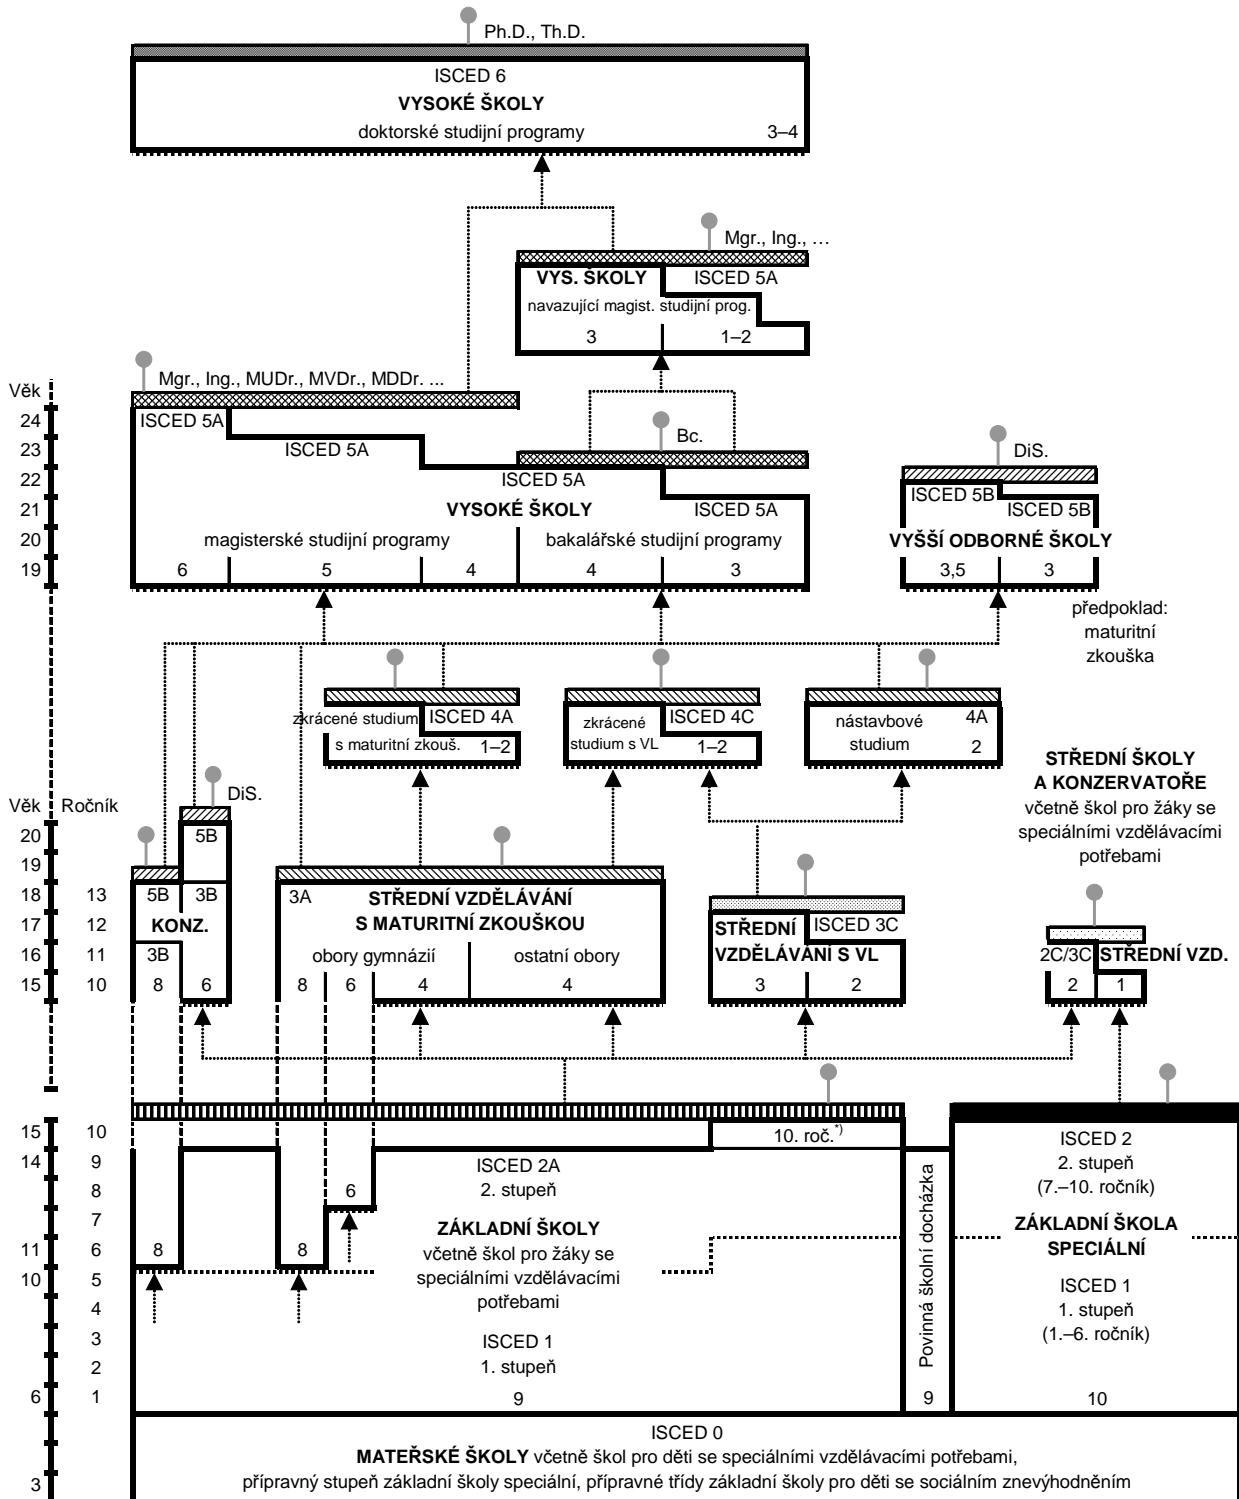 Ph.D., Th.D.
ISCED 6
VYSOKÉ ŠKOLY
doktorské studijní programy 3–4
Mgr., Ing., …
VYS. ŠKOLY ISCED 5A
navazující magist. studijní prog.
3 1–2
Mgr., Ing., MUDr., MVDr., MDDr. ...
Věk
24 ISCED 5A
23 ISCED 5A Bc.
22 ISCED 5A DiS.
21 VYSOKÉ ŠKOLY ISCED 5A ISCED 5B ISCED 5B
20 magisterské studijní programy bakalářské studijní programy VYŠŠÍ ODBORNÉ ŠKOLY
19 6 5 4 4 3 3,5 3
předpoklad:
maturitní
zkouška
zkrácené studium ISCED 4A
s maturitní zkouš. 1–2
zkrácené ISCED 4C
studium s VL 1–2
nástavbové 4A
studium 2
STŘEDNÍ ŠKOLY
A KONZERVATOŘE
včetně škol pro žáky se
speciálními vzdělávacími
potřebami
DiS.
Věk Ročník
20 5B
19
18 13 5B 3B 3A STŘEDNÍ VZDĚLÁVÁNÍ
17 12 KONZ. S MATURITNÍ ZKOUŠKOU STŘEDNÍ ISCED 3C
16 11 3B obory gymnázií ostatní obory VZDĚLÁVÁNÍ S VL 2C/3C STŘEDNÍ VZD.
15 10 8 6 8 6 4 4 3 2 2 1
15 10 10. roč.*)
14 9
8
7
11 6
10 5
4
3
2
6 1
8
8
6
ISCED 2A
2. stupeň
ZÁKLADNÍ ŠKOLY
včetně škol pro žáky se
speciálními vzdělávacími
potřebami
ISCED 1
1. stupeň
9
Povinná školní docházka
9
ISCED 2
2. stupeň
(7.–10. ročník)
ZÁKLADNÍ ŠKOLA
SPECIÁLNÍ
ISCED 1
1. stupeň
(1.–6. ročník)
10
ISCED 0
MATEŘSKÉ ŠKOLY včetně škol pro děti se speciálními vzdělávacími potřebami,
3 přípravný stupeň základní školy speciální, přípravné třídy základní školy pro děti se sociálním znevýhodněním